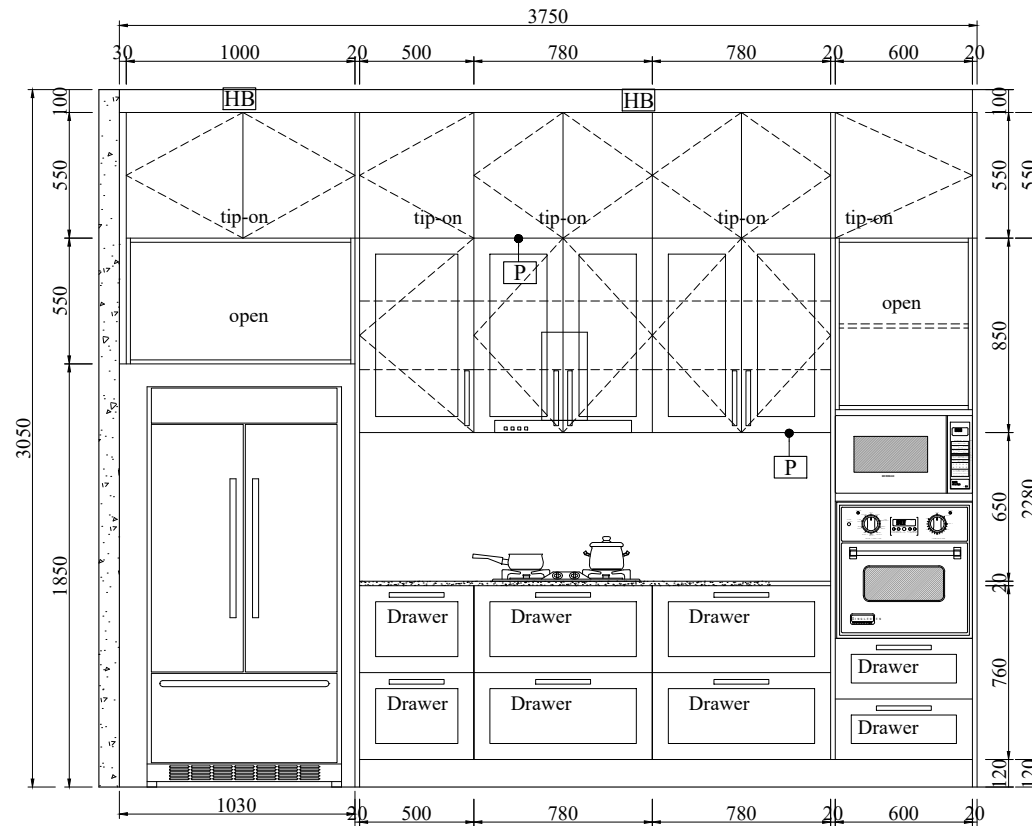 3750
30 1000 20 500 780 780 20 600 20
100 HB HB 100
550 550 550
tip-on tip-on tip-on tip-on tip-on
P
550 open open 850
3050
P
650 2280
1850
20
Drawer Drawer Drawer
Drawer
760
Drawer Drawer Drawer
Drawer
120 120
1030 20 500 780 780 20 600 20